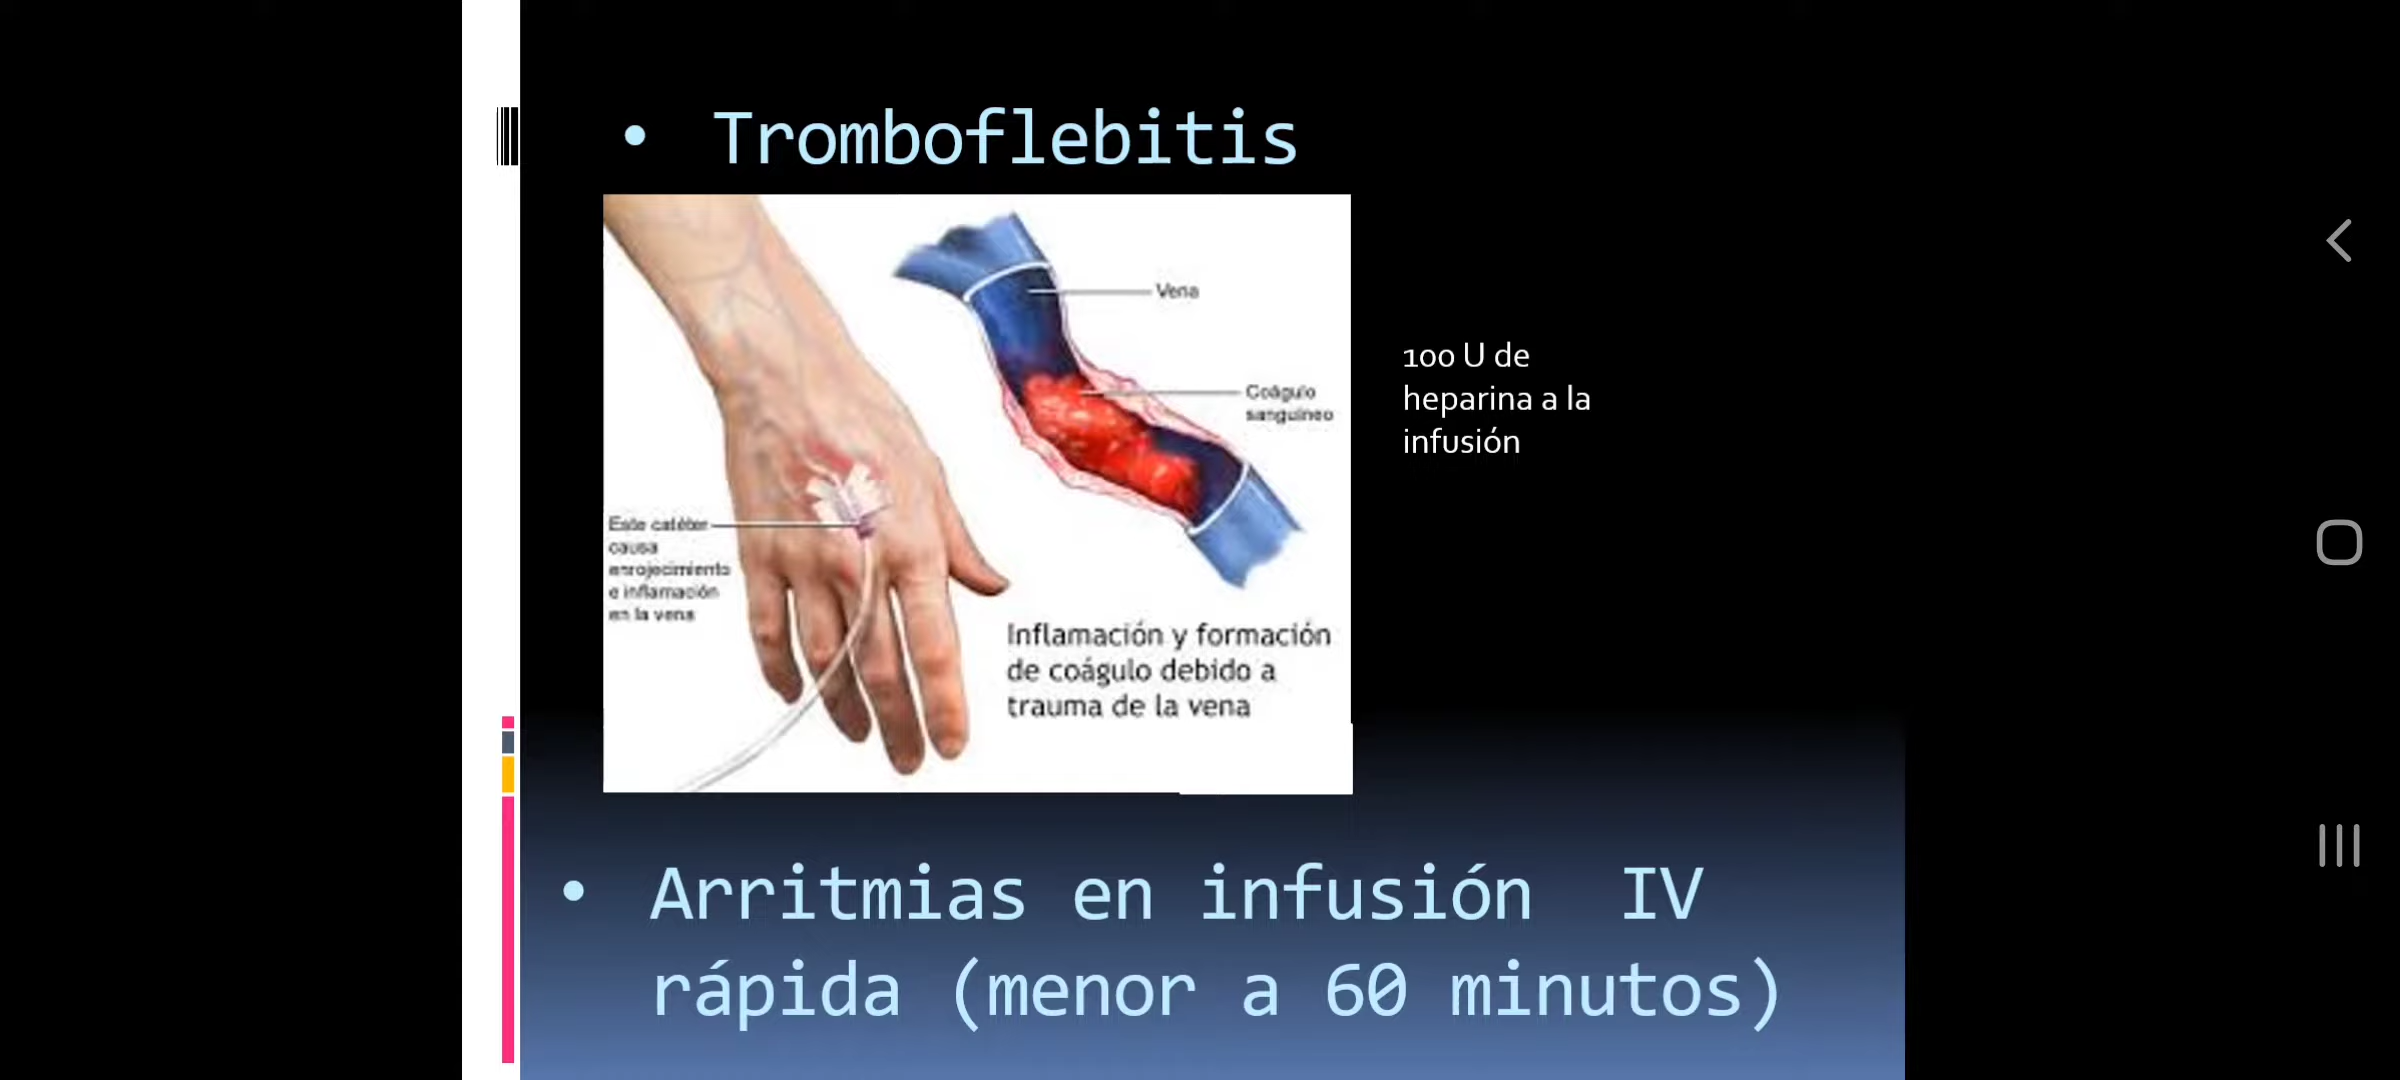 • Tromboflebitis
Vena
Coágulo
sanguíneo
100 U de
heparina a la
infusión
Este catéter
causa
enrojecimiento
e inflamación
en la vena
Inflamación y formación
de coágulo debido a
trauma de la vena
• Arritmias en infusión IV
rápida (menor a 60 minutos)